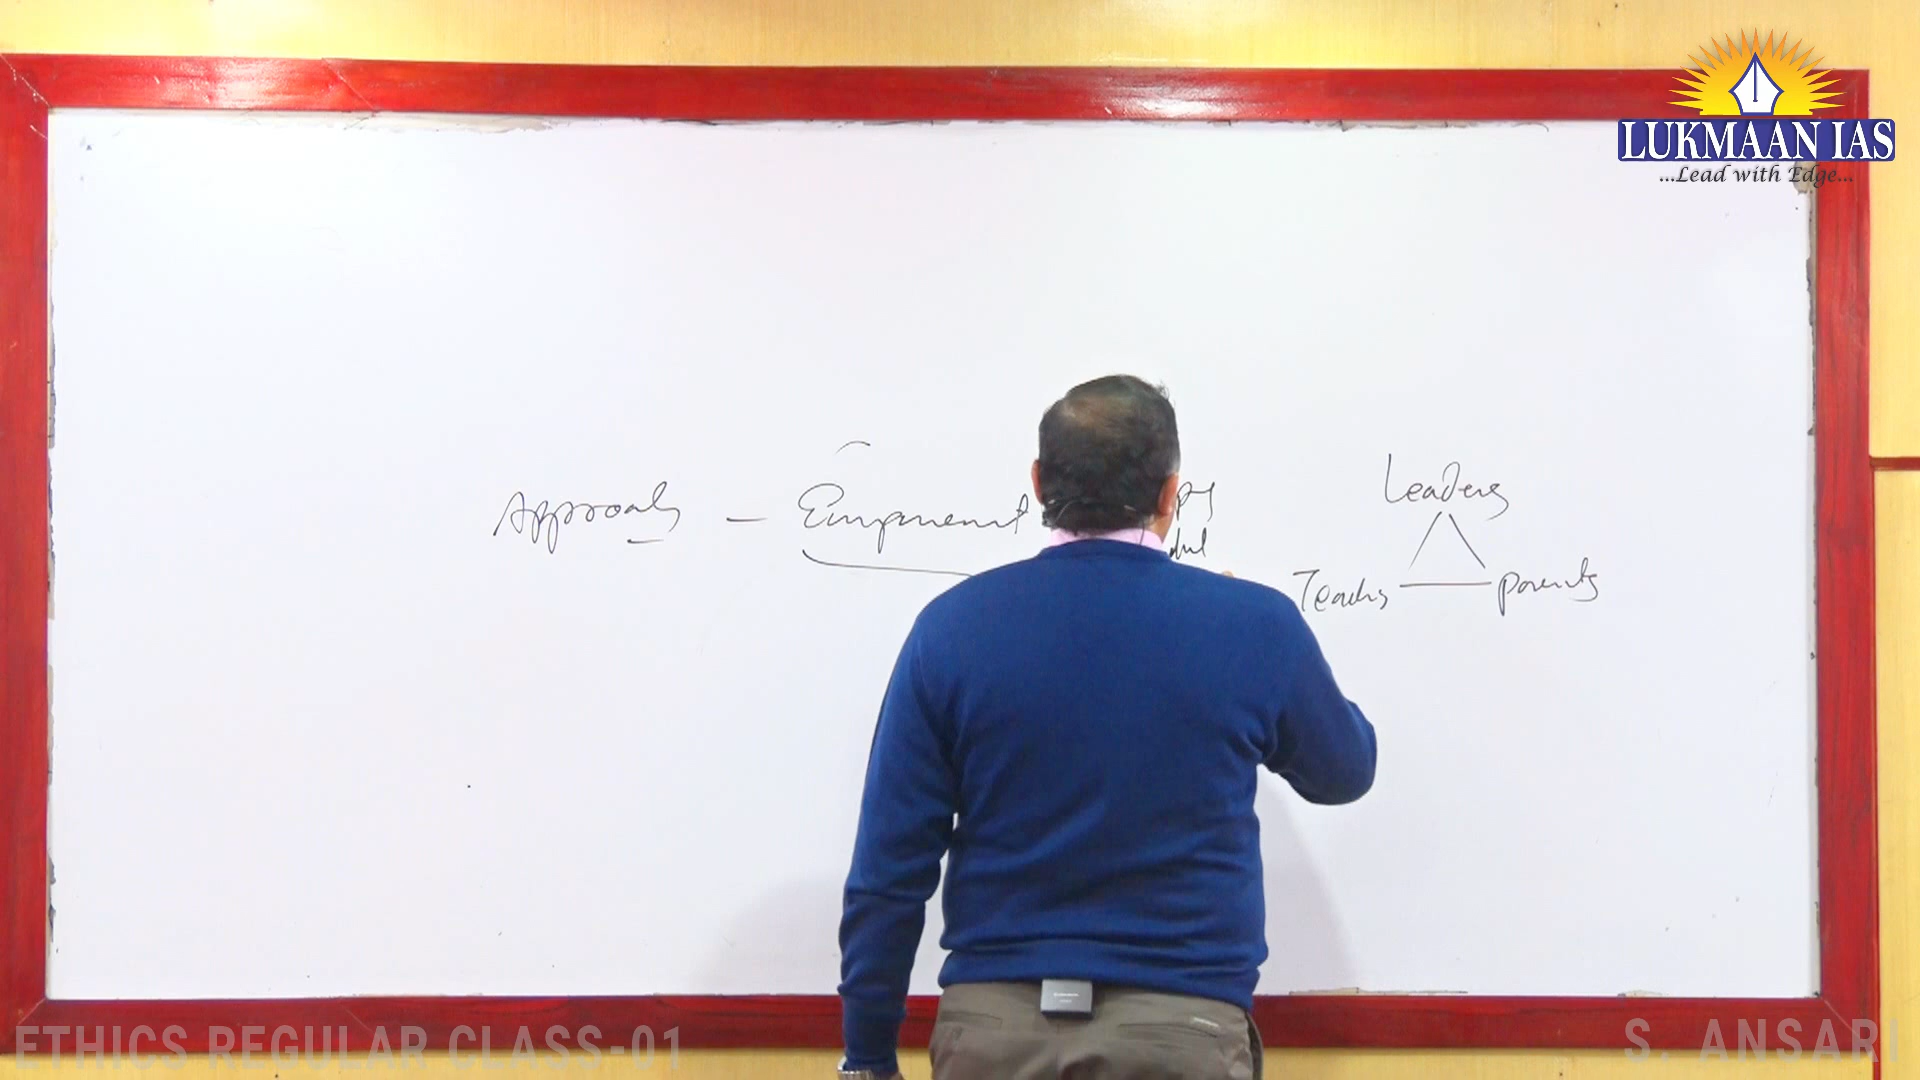 LUKMAAN IAS
...Lead with Edge...
Leaders
Approach – Empowerment
Teachers
parents
ETHICS REGULAR CLASS-01
S. ANSARI